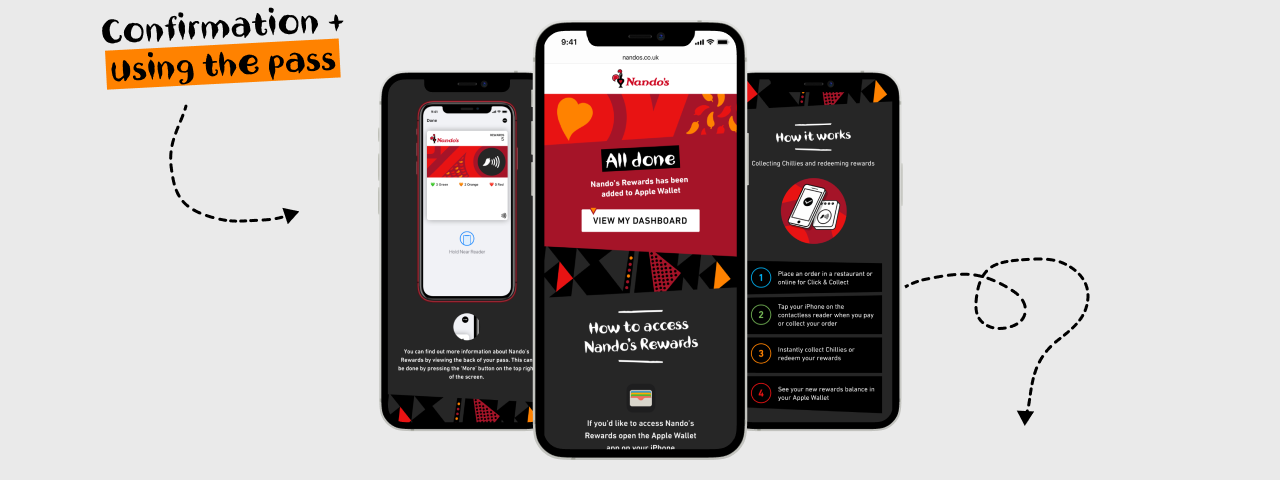 Confirmation +
using the pass
9:41
Done
Nando's
REWARDS
5
3 Green
2 Orange
0 Red
Hold Near Reader
You can find out more information about Nando's
Rewards by viewing the back of your pass. This can
be done by pressing the 'More' button on the top righ
of the screen.
9:41
nandos.co.uk
Nando's
All done
Nando's Rewards has been
added to Apple Wallet
VIEW MY DASHBOARD
How to access
Nando's Rewards
If you'd like to access Nando's
Rewards open the Apple Wallet
app on your iPhone
How it works
Collecting Chillies and redeeming rewards
1
Place an order in a restaurant or
online for Click & Collect
2
Tap your iPhone on the
contactless reader when you pay
or collect your order
3
Instantly collect Chillies or
redeem your rewards
4
See your new rewards balance in
your Apple Wallet